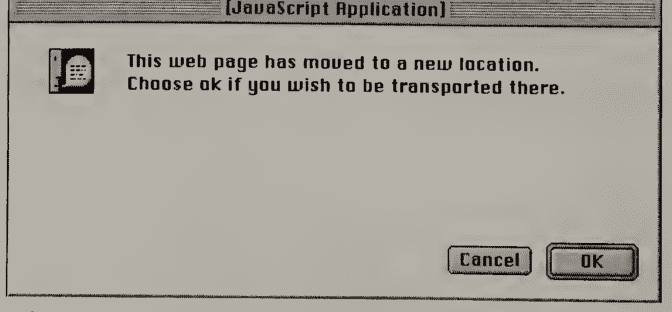 [JavaScript Application]
This web page has moved to a new location.
Choose ok if you wish to be transported there.
Cancel
OK